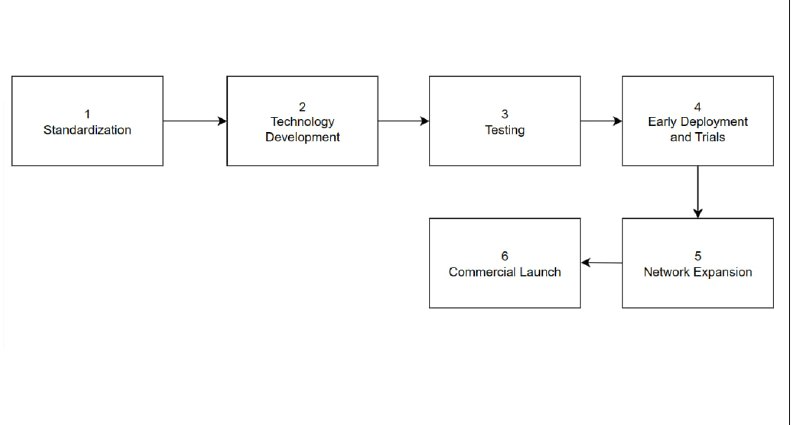 1
Standardization
2
Technology
Development
3
Testing
4
Early Deployment
and Trials
5
Network Expansion
6
Commercial Launch